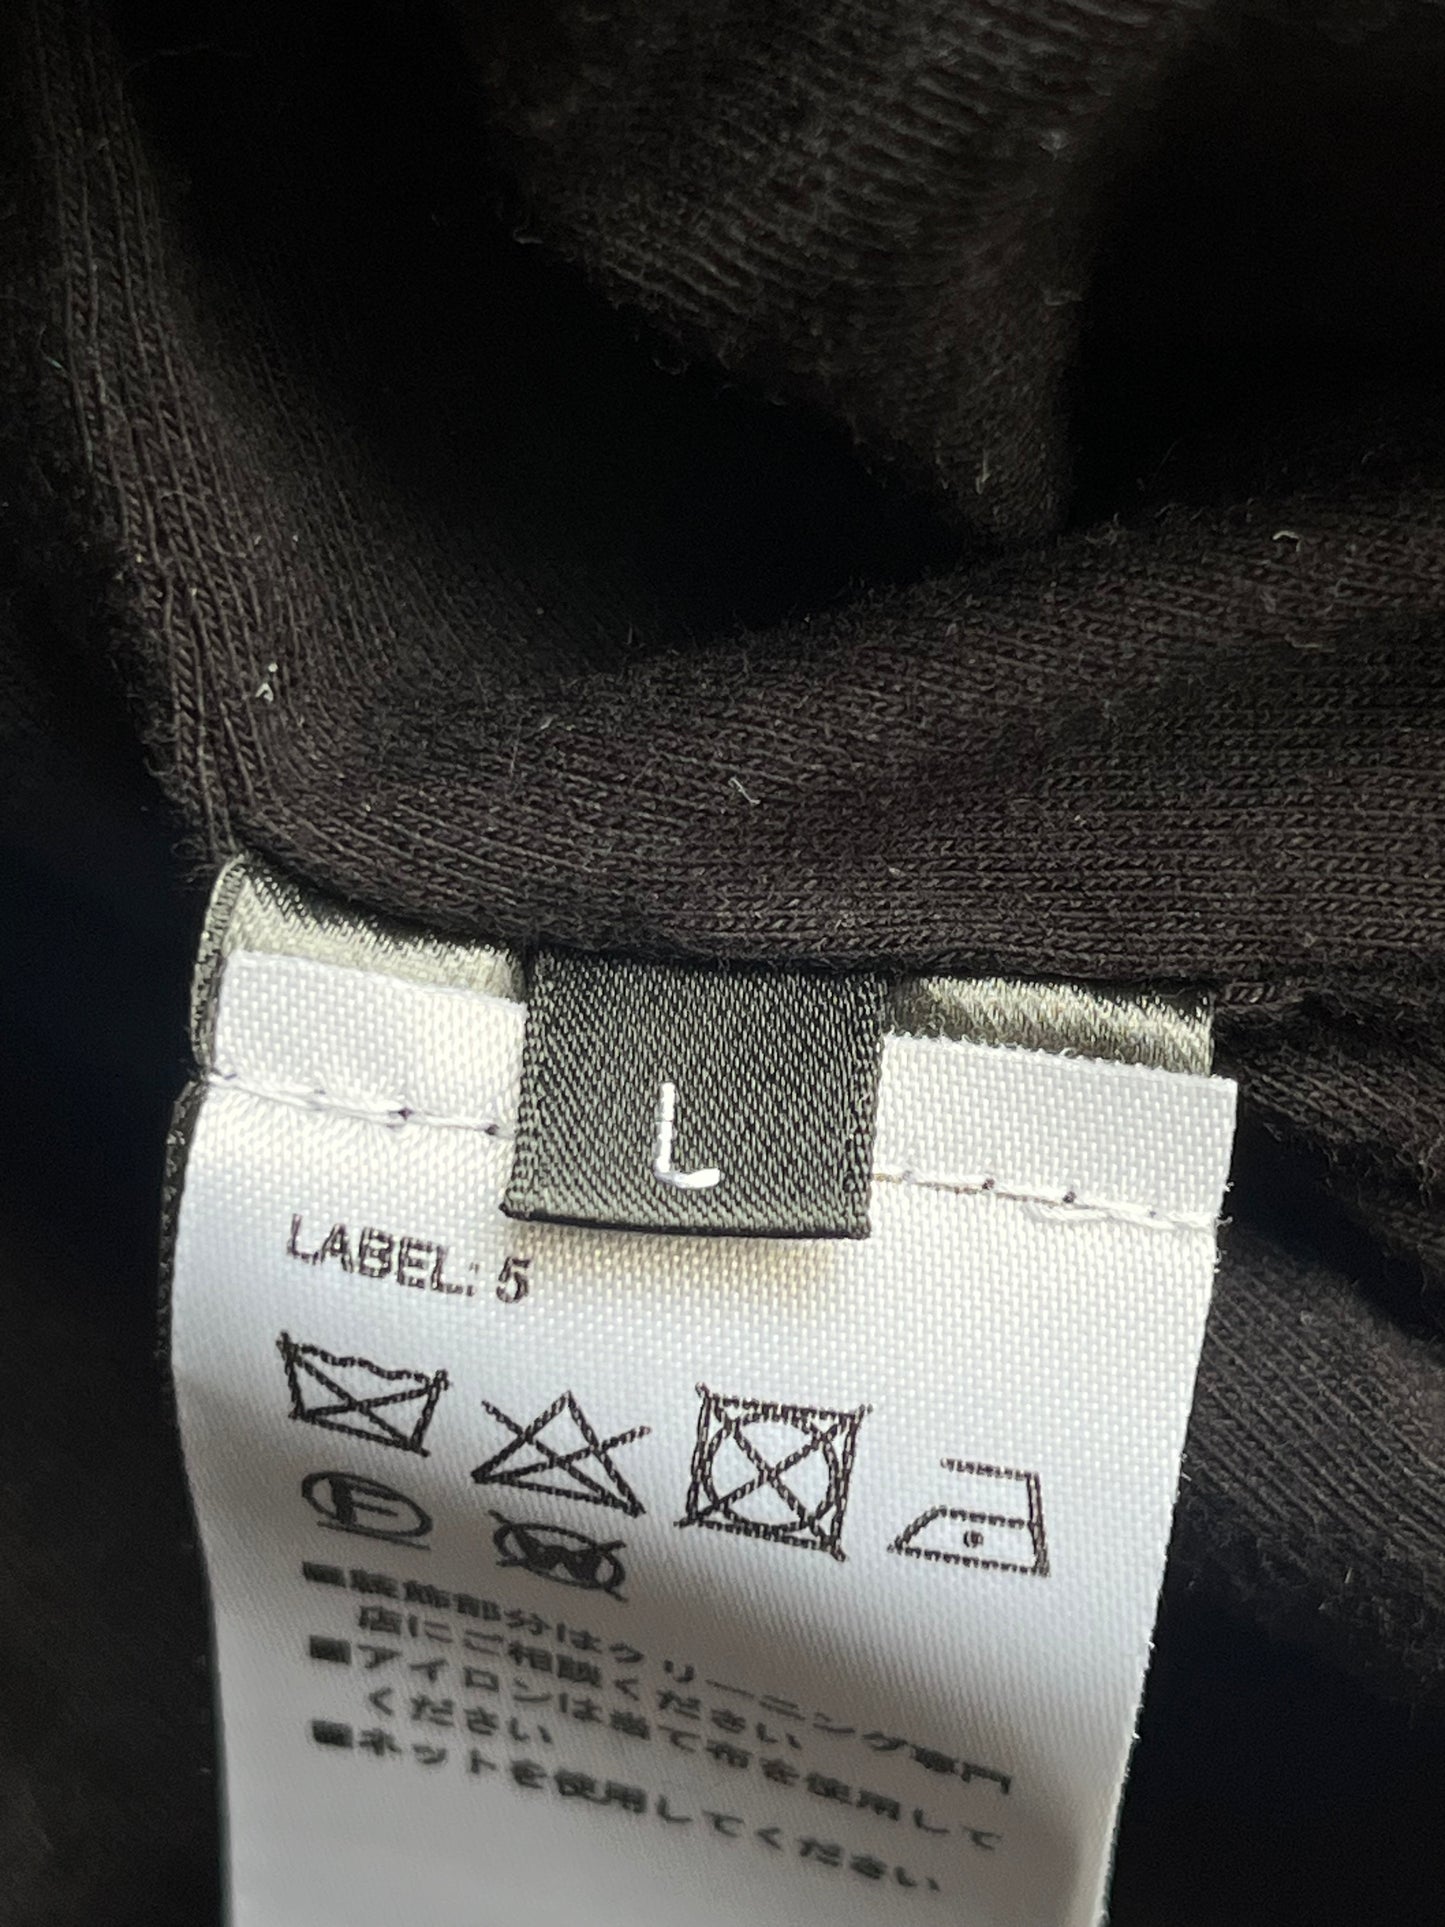 L
LABEL: 5
F
W
■装飾部分はクリーニング専門
店にご相談ください
■アイロンは当て布を使用して
ください
■ネットを使用してください